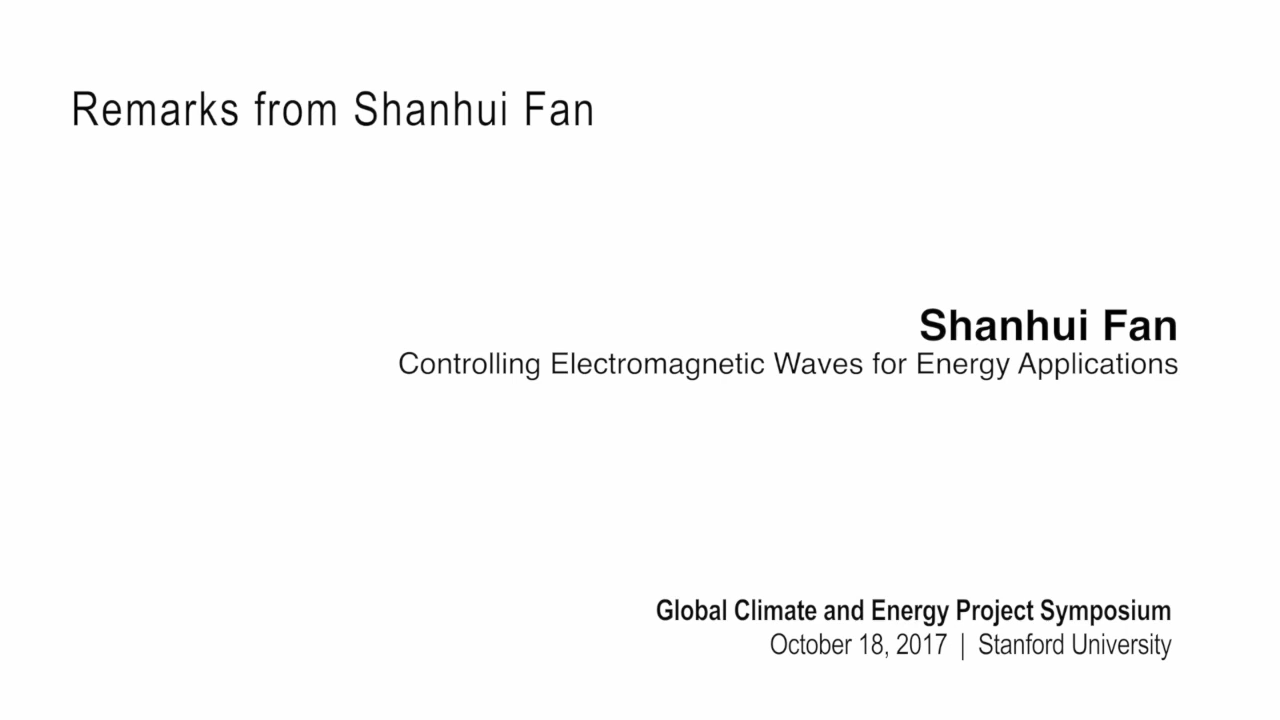 Remarks from Shanhui Fan
Shanhui Fan
Controlling Electromagnetic Waves for Energy Applications
Global Climate and Energy Project Symposium
October 18, 2017 | Stanford University